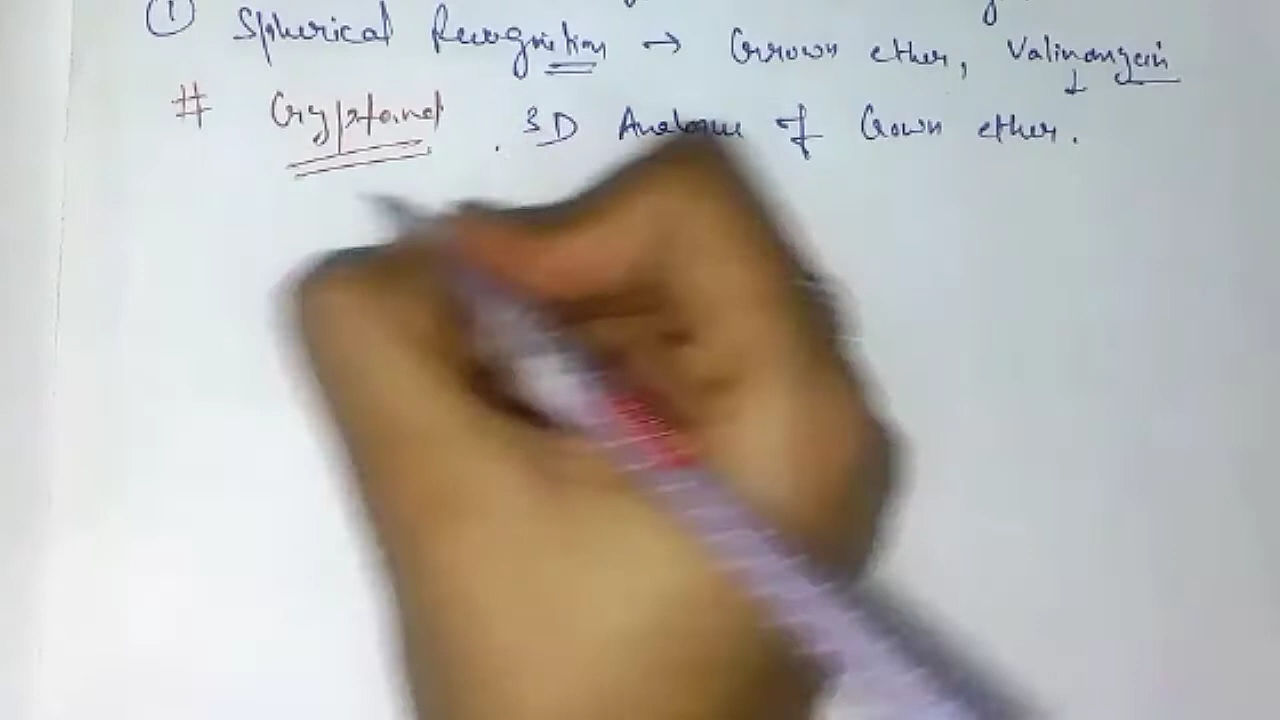 ① Spherical Recognition → Crown ether, Valinomycin
↓
# Cryptand . 3D Analogue of Crown ether.